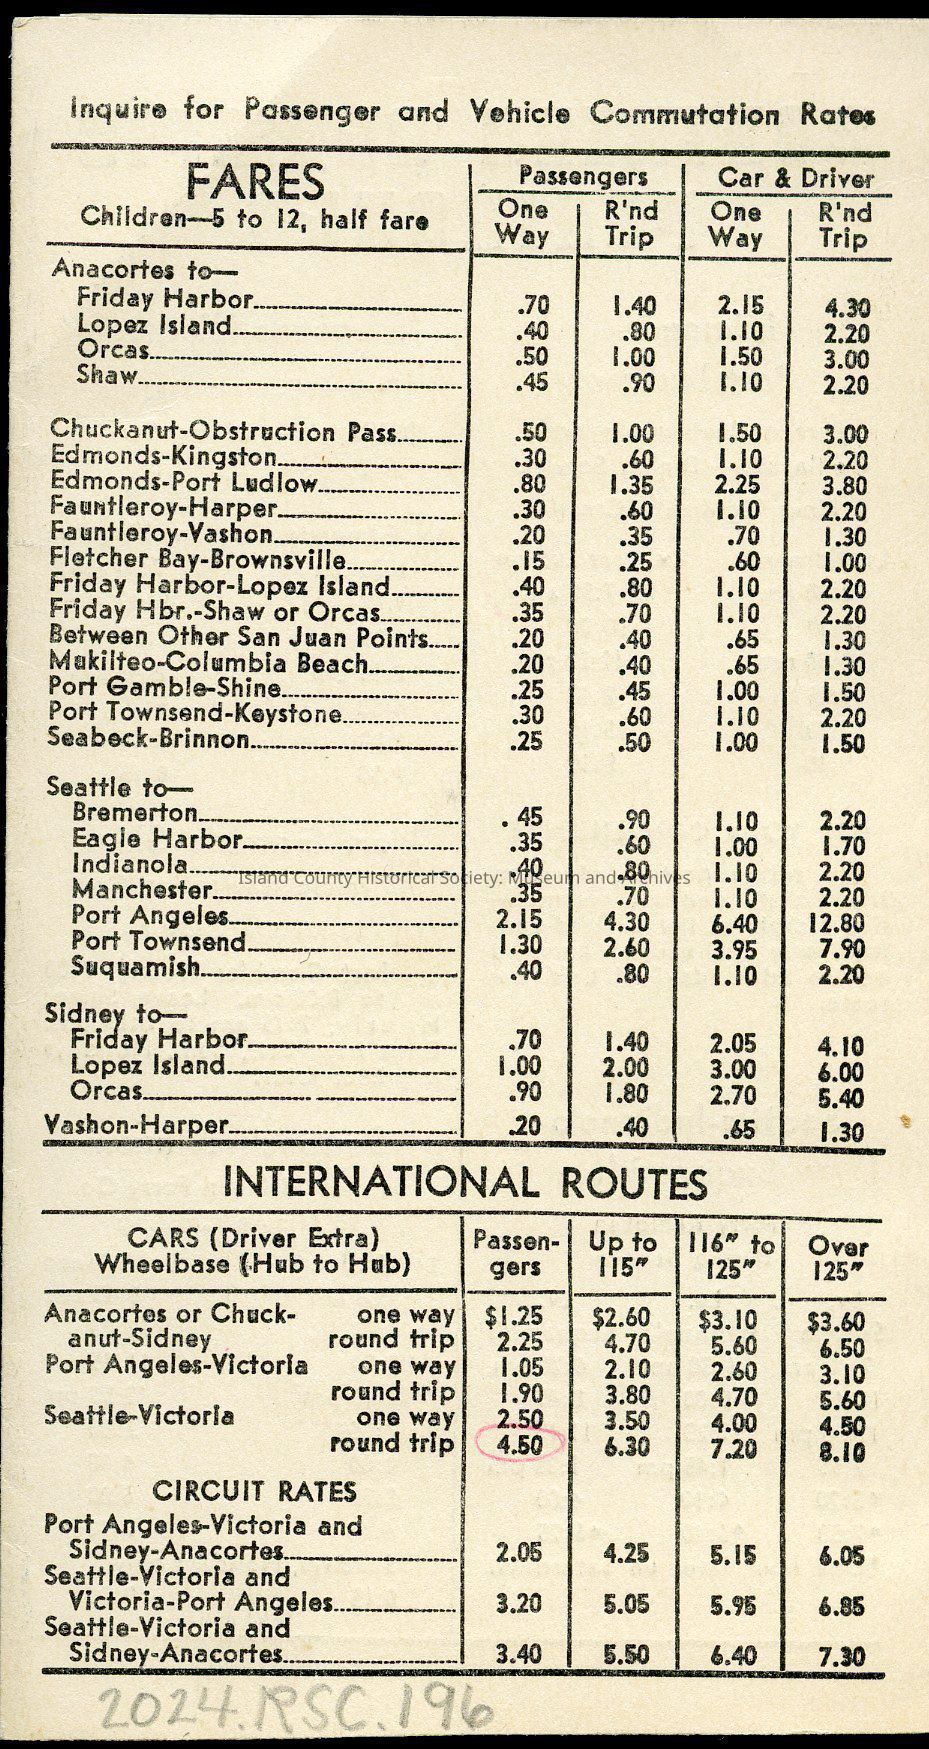 Inquire for Passenger and Vehicle Commutation Rates
FARES Passengers Car & Driver
Children—5 to 12, half fare One Way R'nd Trip One Way R'nd Trip
Anacortes to—
Friday Harbor .70 1.40 2.15 4.30
Lopez Island .40 .80 1.10 2.20
Orcas .50 1.00 1.50 3.00
Shaw .45 .90 1.10 2.20
Chuckanut-Obstruction Pass .50 1.00 1.50 3.00
Edmonds-Kingston .30 .60 1.10 2.20
Edmonds-Port Ludlow .80 1.35 2.25 3.80
Fauntleroy-Harper .30 .60 1.10 2.20
Fauntleroy-Vashon .20 .35 .70 1.30
Fletcher Bay-Brownsville .15 .25 .60 1.00
Friday Harbor-Lopez Island .40 .80 1.10 2.20
Friday Hbr.-Shaw or Orcas .35 .70 1.10 2.20
Between Other San Juan Points .20 .40 .65 1.30
Mukilteo-Columbia Beach .20 .40 .65 1.30
Port Gamble-Shine .25 .45 1.00 1.50
Port Townsend-Keystone .30 .60 1.10 2.20
Seabeck-Brinnon .25 .50 1.00 1.50
Seattle to—
Bremerton .45 .90 1.10 2.20
Eagle Harbor .35 .60 1.00 1.70
Indianola .40 .80 1.10 2.20
Island County Historical Society: Museum and Archives
Manchester .35 .70 1.10 2.20
Port Angeles 2.15 4.30 6.40 12.80
Port Townsend 1.30 2.60 3.95 7.90
Suquamish .40 .80 1.10 2.20
Sidney to—
Friday Harbor .70 1.40 2.05 4.10
Lopez Island 1.00 2.00 3.00 6.00
Orcas .90 1.80 2.70 5.40
Vashon-Harper .20 .40 .65 1.30
INTERNATIONAL ROUTES
CARS (Driver Extra) Passen- Up to 116" to Over
Wheelbase (Hub to Hub) gers 115" 125" 125"
Anacortes or Chuck- one way $1.25 $2.60 $3.10 $3.60
anut-Sidney round trip 2.25 4.70 5.60 6.50
Port Angeles-Victoria one way 1.05 2.10 2.60 3.10
round trip 1.90 3.80 4.70 5.60
Seattle-Victoria one way 2.50 3.50 4.00 4.50
round trip 4.50 6.30 7.20 8.10
CIRCUIT RATES
Port Angeles-Victoria and
Sidney-Anacortes 2.05 4.25 5.15 6.05
Seattle-Victoria and
Victoria-Port Angeles 3.20 5.05 5.95 6.85
Seattle-Victoria and
Sidney-Anacortes 3.40 5.50 6.40 7.30
2024.RSC.196